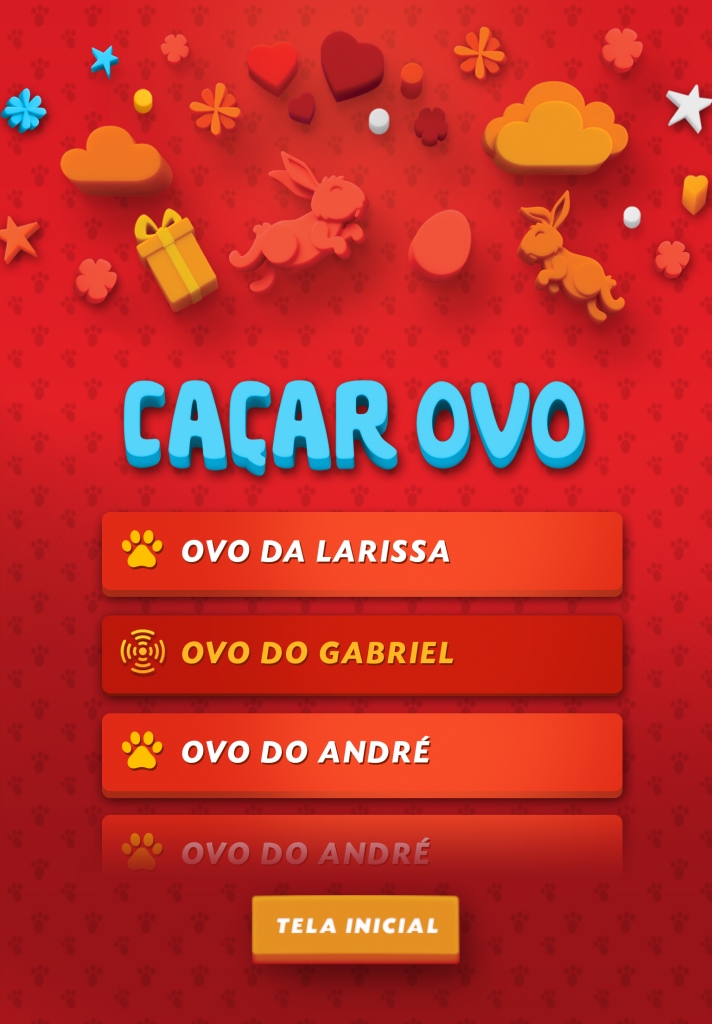 CAÇAR OVO
OVO DA LARISSA
OVO DO GABRIEL
OVO DO ANDRÉ
OVO DO ANDRÉ
TELA INICIAL